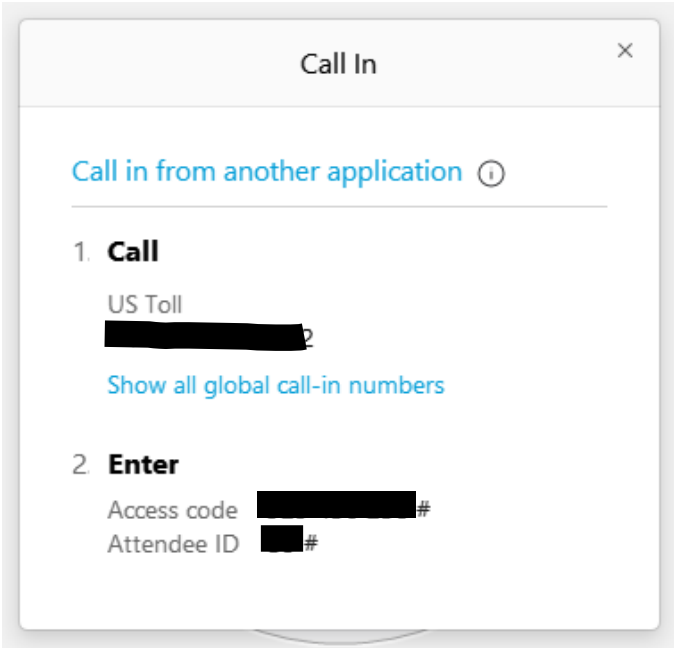 Call In
Call in from another application
1. Call
US Toll
2
Show all global call-in numbers
2. Enter
Access code #
Attendee ID #